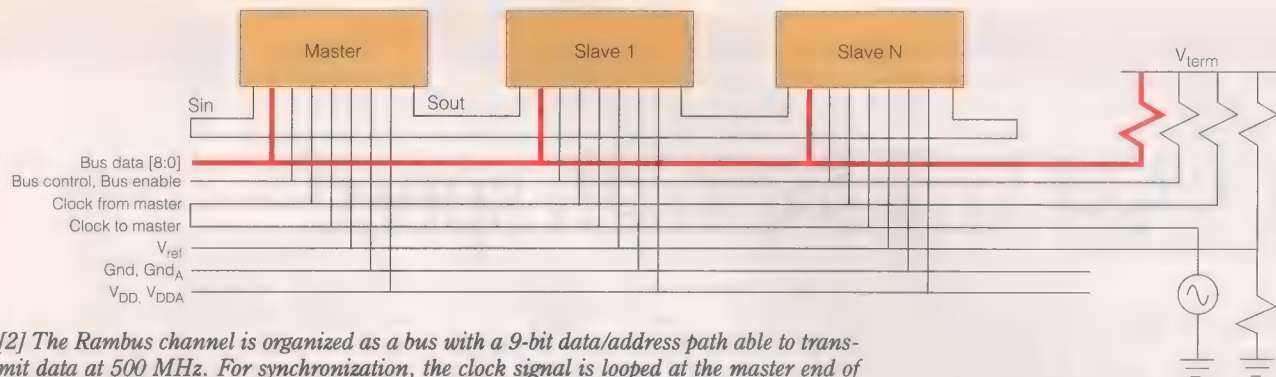 Master
Slave 1
Slave N
V_term
Sin
Sout
Bus data [8:0]
Bus control, Bus enable
Clock from master
Clock to master
V_ref
Gnd, Gnd_A
V_DD, V_DDA
[2] The Rambus channel is organized as a bus with a 9-bit data/address path able to trans-
mit data at 500 MHz. For synchronization, the clock signal is looped at the master end of